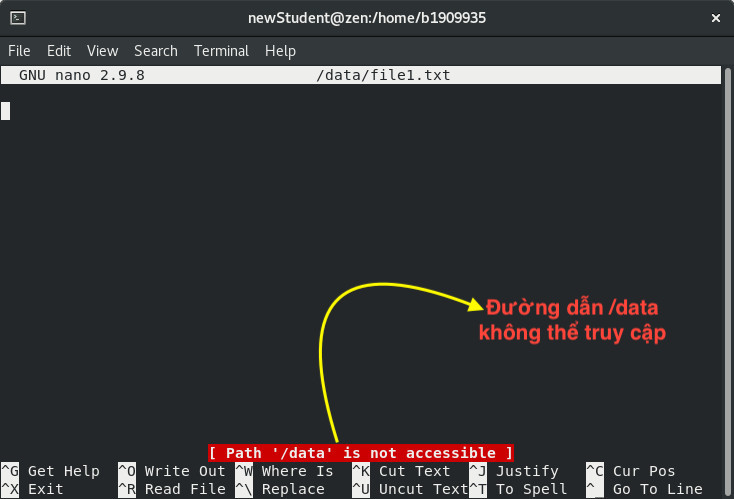 newStudent@zen:/home/b1909935
File Edit View Search Terminal Help
GNU nano 2.9.8 /data/file1.txt
Đường dẫn /data
không thể truy cập
[ Path '/data' is not accessible ]
^G Get Help ^O Write Out ^W Where Is ^K Cut Text ^J Justify ^C Cur Pos
^X Exit ^R Read File ^\ Replace ^U Uncut Text ^T To Spell ^_ Go To Line